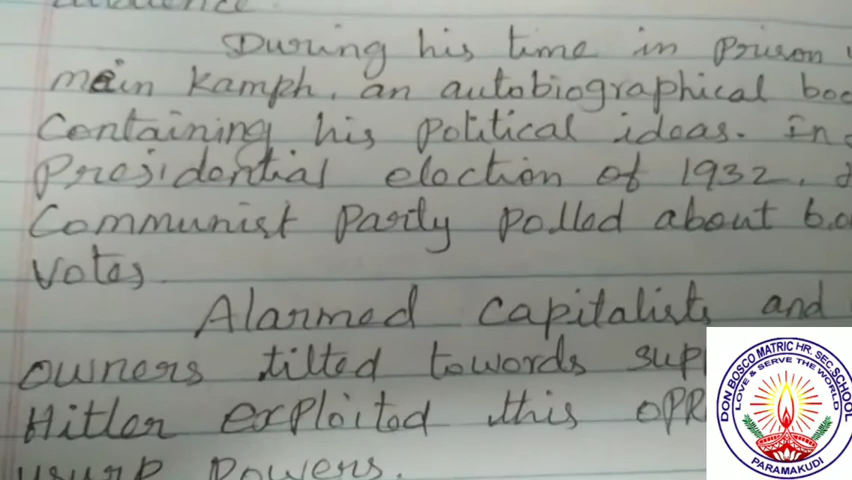 During his time in prison
mein kamph, an autobiographical
Containing his political ideas. In
Presidential election of 1932,
Communist Party polled about
Votes.
Alarmed capitalists and
owners tilted towards
Hitler exploited this
usurp powers.
DON BOSCO MATRIC HR. SEC. SCHOOL
LOVE & SERVE THE WORLD
PARAMAKUDI